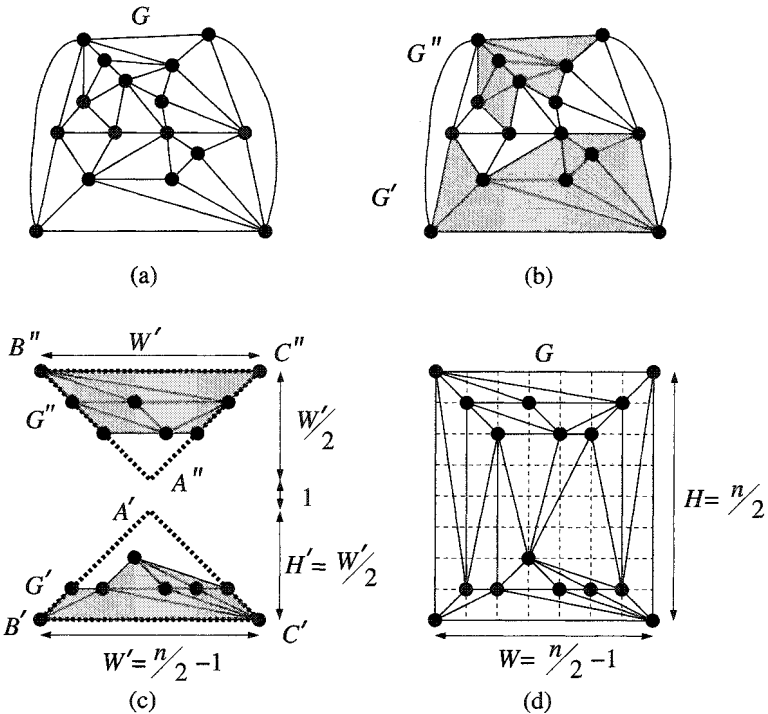 G
G″
G′
(a)
(b)
B″
W′
C″
G″
W′/2
A″
1
A′
H′= W′/2
G′
B′
C′
W′= n/2 -1
(c)
G
H= n/2
W= n/2 -1
(d)